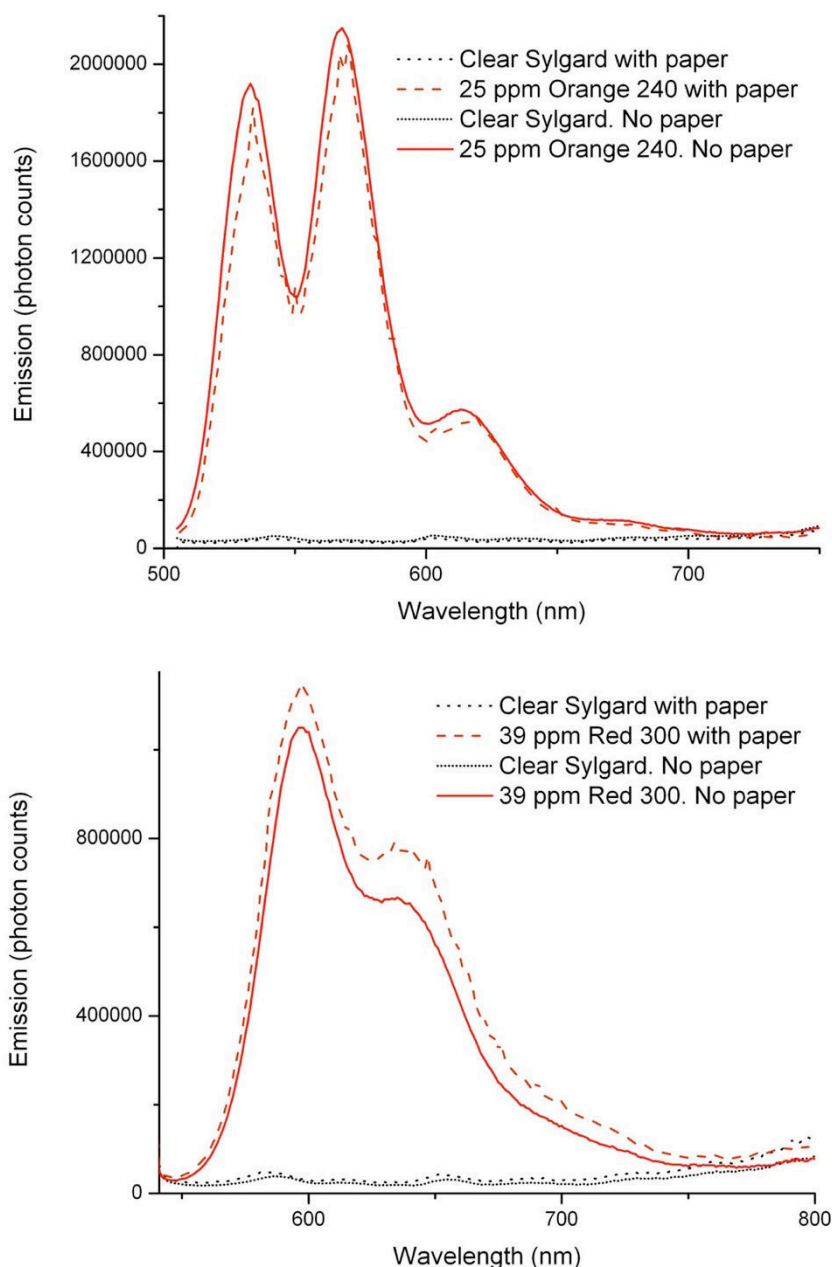 2000000
1600000
1200000
800000
400000
0
Emission (photon counts)
Clear Sylgard with paper
25 ppm Orange 240 with paper
Clear Sylgard. No paper
25 ppm Orange 240. No paper
500
600
700
Wavelength (nm)
800000
400000
0
Emission (photon counts)
Clear Sylgard with paper
39 ppm Red 300 with paper
Clear Sylgard. No paper
39 ppm Red 300. No paper
600
700
800
Wavelength (nm)